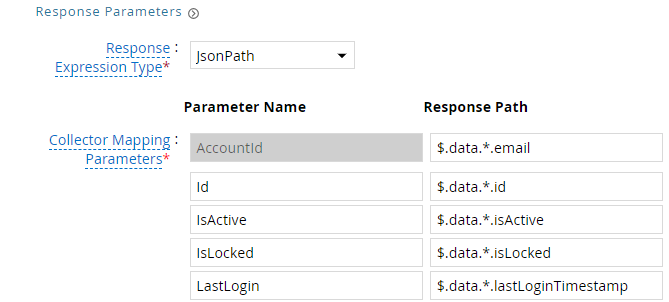 Response Parameters
Response :
Expression Type*
JsonPath
Parameter Name Response Path
Collector Mapping :
Parameters*
AccountId $.data.*.email
Id $.data.*.id
IsActive $.data.*.isActive
IsLocked $.data.*.isLocked
LastLogin $.data.*.lastLoginTimestamp